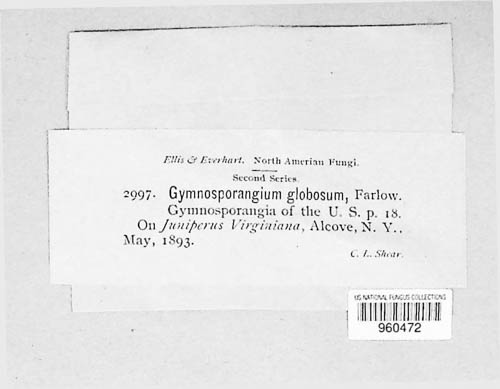 Ellis & Everhart. North Amerian Fungi.
Second Series.
2997. Gymnosporangium globosum, Farlow.
Gymnosporangia of the U. S. p. 18.
On Juniperus Virginiana, Alcove, N. Y.,
May, 1893.
C. L. Shear.
US NATIONAL FUNGUS COLLECTIONS
960472